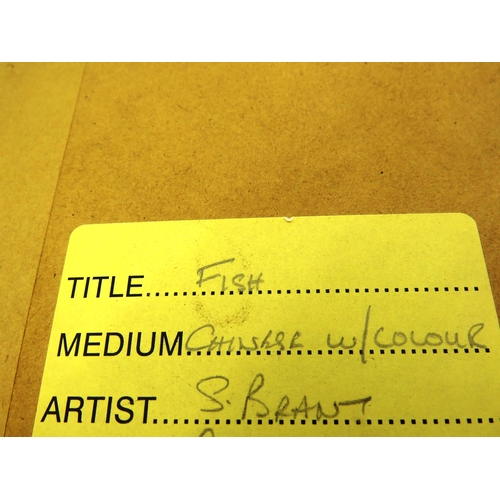 TITLE.....FISH
MEDIUM.CHINESE W/COLOUR
ARTIST.....S. BRANT